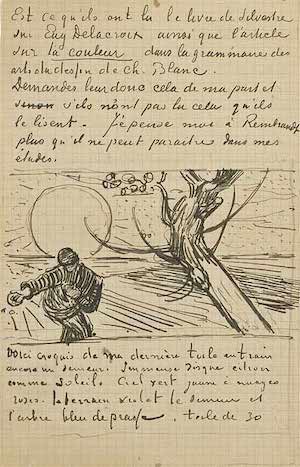 Est ce qu'ils ont lu le livre de Silvestre
sur Eug Delacroix ainsi que l'article
sur la couleur dans la grammaire des
arts du dessin de Ch. Blanc.
Demandes leur donc cela de ma part et
sinon s'ils n'ont pas lu cela qu'ils
le lisent. J'pense moi à Rembrandt
plus qu'il ne peut paraître dans mes
études.
Voici croquis de ma dernière toile en train
encore un semeur. Immense disque citron
comme soleil. Ciel vert jaune à nuages
roses. le terrain violet le semeur et
l'arbre bleu de prusse. toile de 30